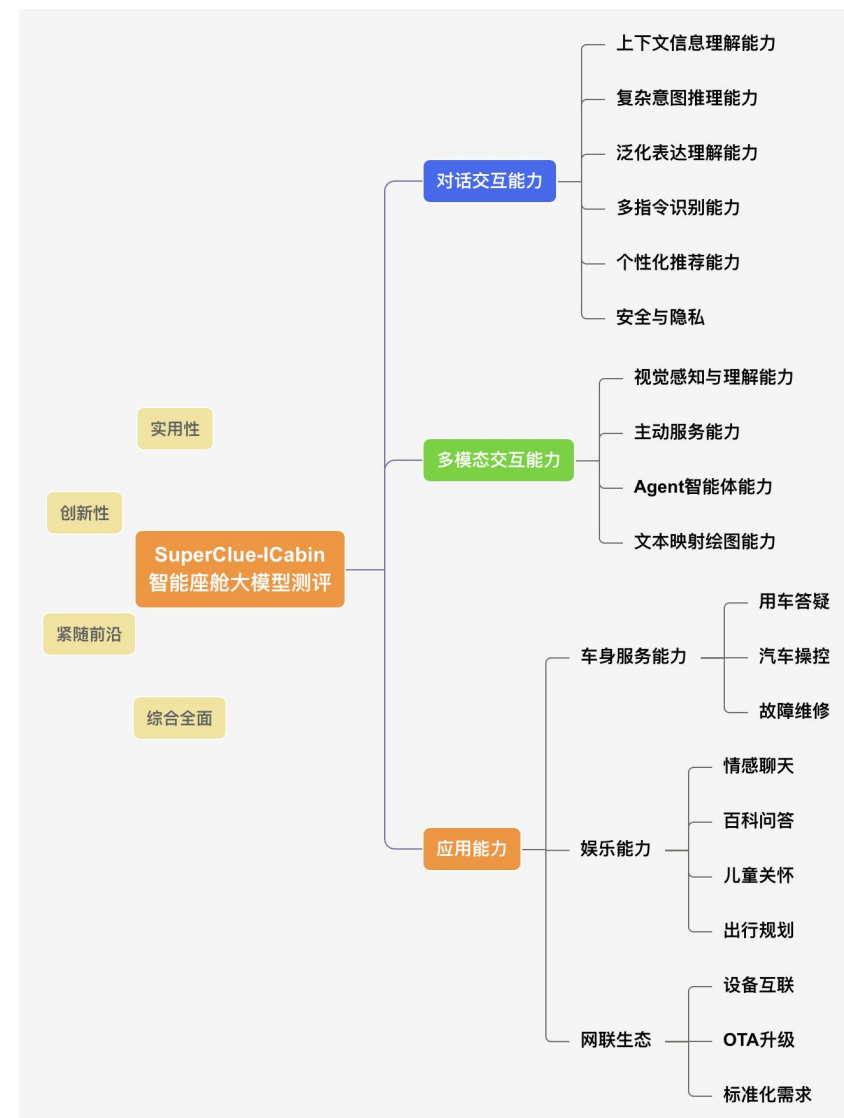 上下文信息理解能力
复杂意图推理能力
泛化表达理解能力
对话交互能力
多指令识别能力
个性化推荐能力
安全与隐私
视觉感知与理解能力
实用性
主动服务能力
多模态交互能力
Agent智能体能力
创新性
文本映射绘图能力
SuperClue-ICabin
智能座舱大模型测评
用车答疑
紧随前沿
车身服务能力
汽车操控
故障维修
综合全面
情感聊天
百科问答
应用能力
娱乐能力
儿童关怀
出行规划
设备互联
网联生态
OTA升级
标准化需求